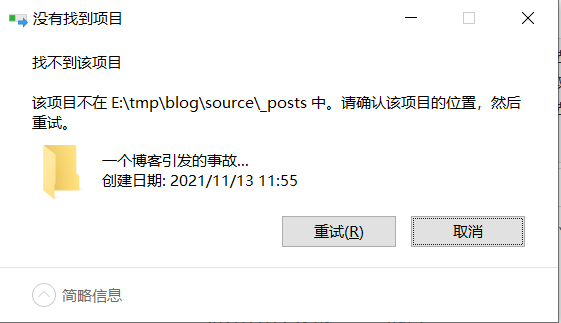 没有找到项目
找不到该项目
该项目不在 E:\tmp\blog\source\_posts 中。请确认该项目的位置，然后
重试。
一个博客引发的事故...
创建日期: 2021/11/13 11:55
重试(R)
取消
简略信息